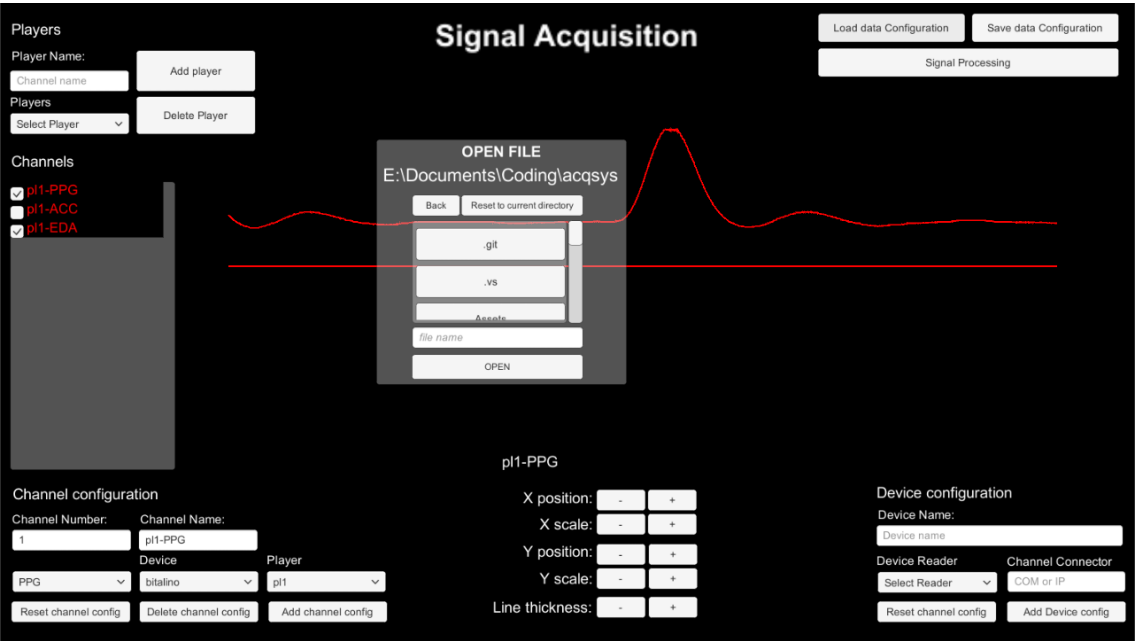 Signal Acquisition
Load data Configuration
Save data Configuration
Signal Processing
Players
Player Name:
Channel name
Add player
Players
Select Player
Delete Player
Channels
pl1-PPG
pl1-ACC
pl1-EDA
OPEN FILE
E:\Documents\Coding\acqsys
Back
Reset to current directory
.git
.vs
Assets
file name
OPEN
pl1-PPG
X position:
-
+
X scale:
-
+
Y position:
-
+
Y scale:
-
+
Line thickness:
-
+
Channel configuration
Channel Number:
Channel Name:
1
pl1-PPG
Device
Player
PPG
bitalino
pl1
Reset channel config
Delete channel config
Add channel config
Device configuration
Device Name:
Device name
Device Reader
Channel Connector
Select Reader
COM or IP
Reset channel config
Add Device config